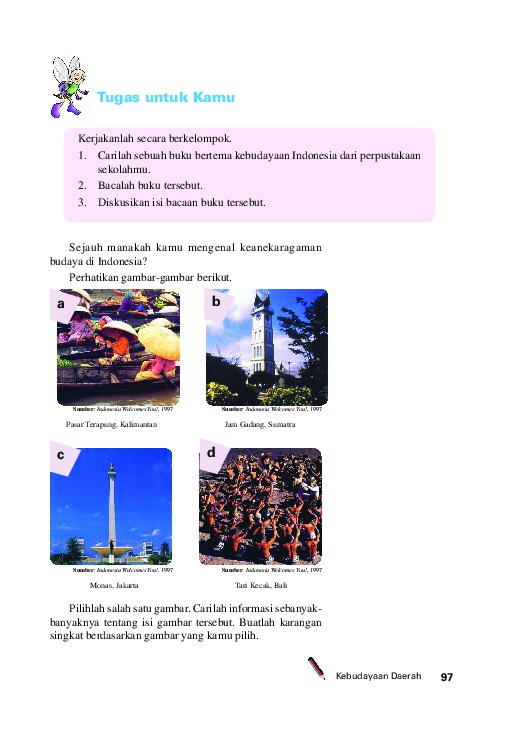 Tugas untuk Kamu
Kerjakanlah secara berkelompok.
1. Carilah sebuah buku bertema kebudayaan Indonesia dari perpustakaan
sekolahmu.
2. Bacalah buku tersebut.
3. Diskusikan isi bacaan buku tersebut.
Sejauh manakah kamu mengenal keanekaragaman
budaya di Indonesia?
Perhatikan gambar-gambar berikut.
a
b
Sumber: Indonesia Welcomes You!, 1997
Sumber: Indonesia Welcomes You!, 1997
Pasar Terapung, Kalimantan
Jam Gadang, Sumatra
c
d
Sumber: Indonesia Welcomes You!, 1997
Sumber: Indonesia Welcomes You!, 1997
Monas, Jakarta
Tari Kecak, Bali
Pilihlah salah satu gambar. Carilah informasi sebanyak-
banyaknya tentang isi gambar tersebut. Buatlah karangan
singkat berdasarkan gambar yang kamu pilih.
Kebudayaan Daerah 97